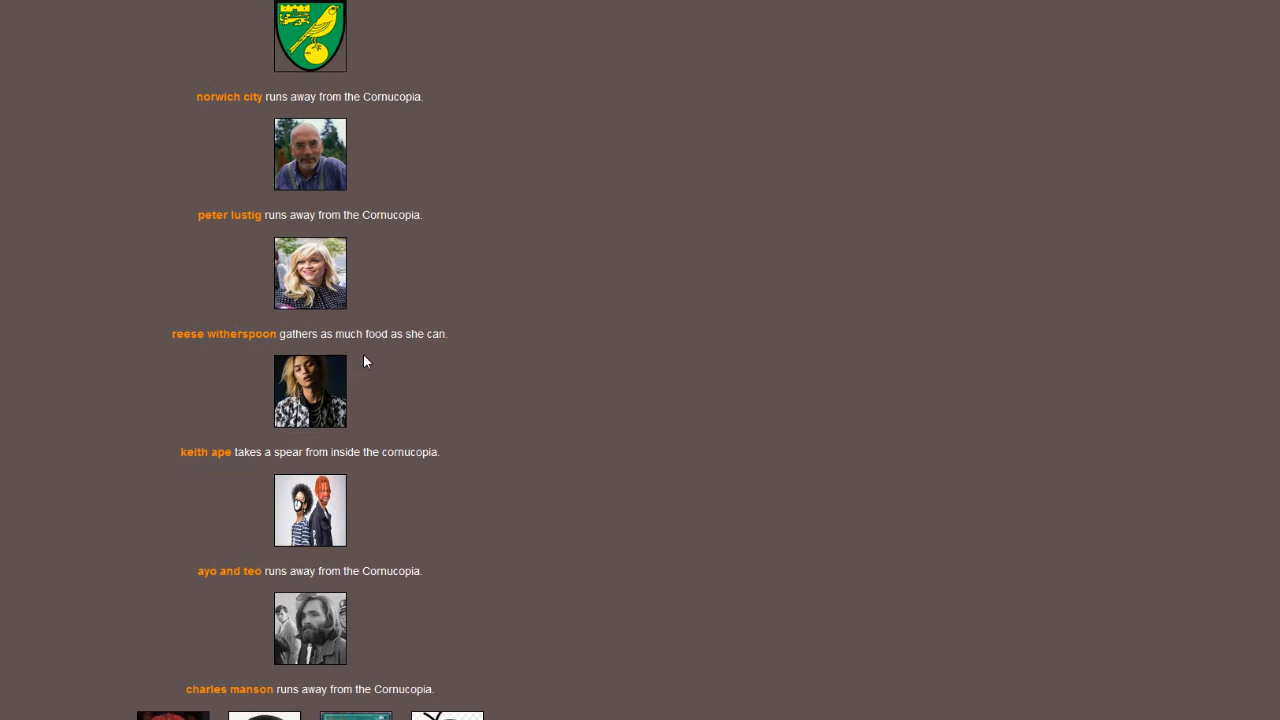 norwich city runs away from the Cornucopia.
peter lustig runs away from the Cornucopia.
reese witherspoon gathers as much food as she can.
keith ape takes a spear from inside the cornucopia.
ayo and teo runs away from the Cornucopia.
charles manson runs away from the Cornucopia.